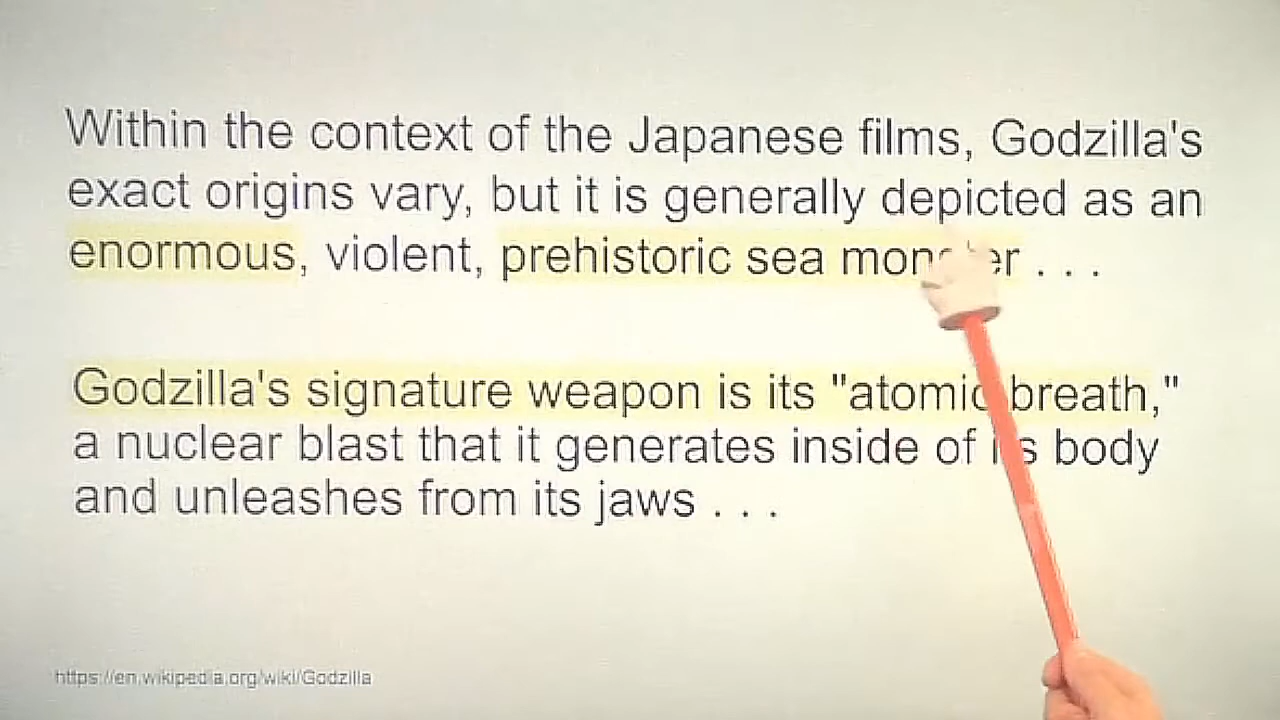 Within the context of the Japanese films, Godzilla's
exact origins vary, but it is generally depicted as an
enormous, violent, prehistoric sea monster . . .
Godzilla's signature weapon is its "atomic breath,"
a nuclear blast that it generates inside of its body
and unleashes from its jaws . . .
https://en.wikipedia.org/wiki/Godzilla